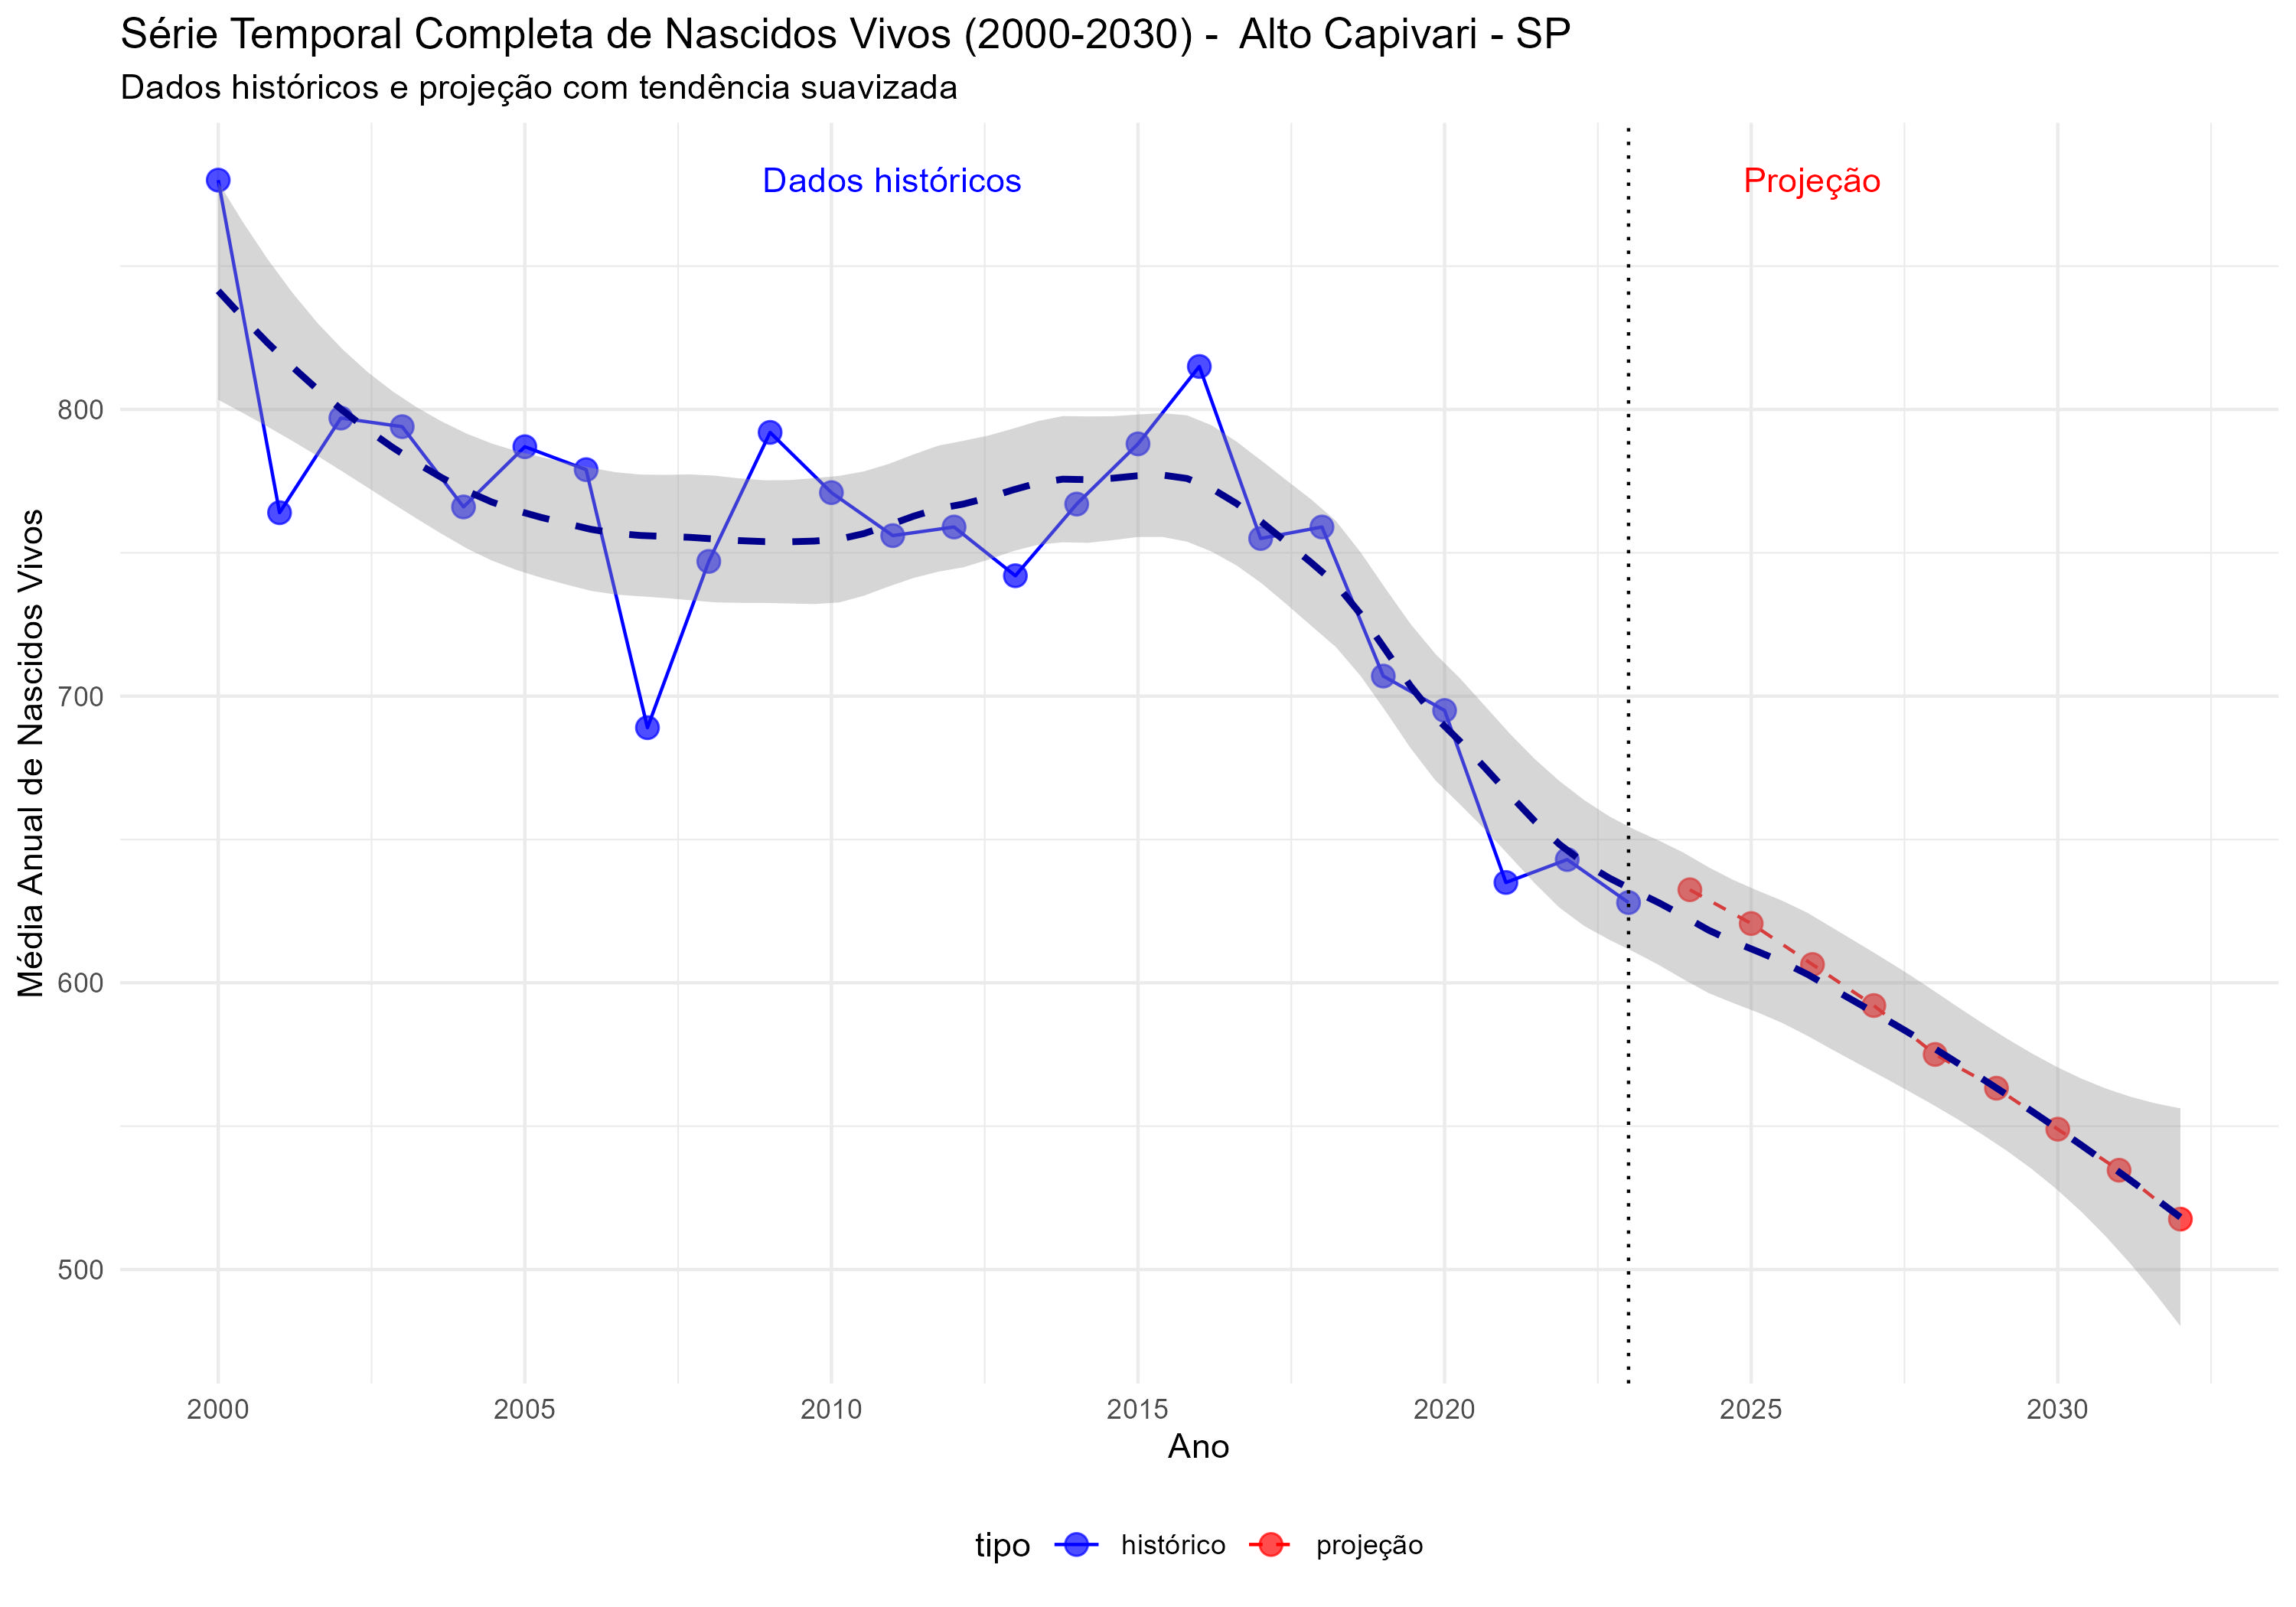 Série Temporal Completa de Nascidos Vivos (2000-2030) -  Alto Capivari - SP
Dados históricos e projeção com tendência suavizada
Dados históricos
Projeção
Média Anual de Nascidos Vivos
800
700
600
500
2000
2005
2010
2015
2020
2025
2030
Ano
tipo
histórico
projeção